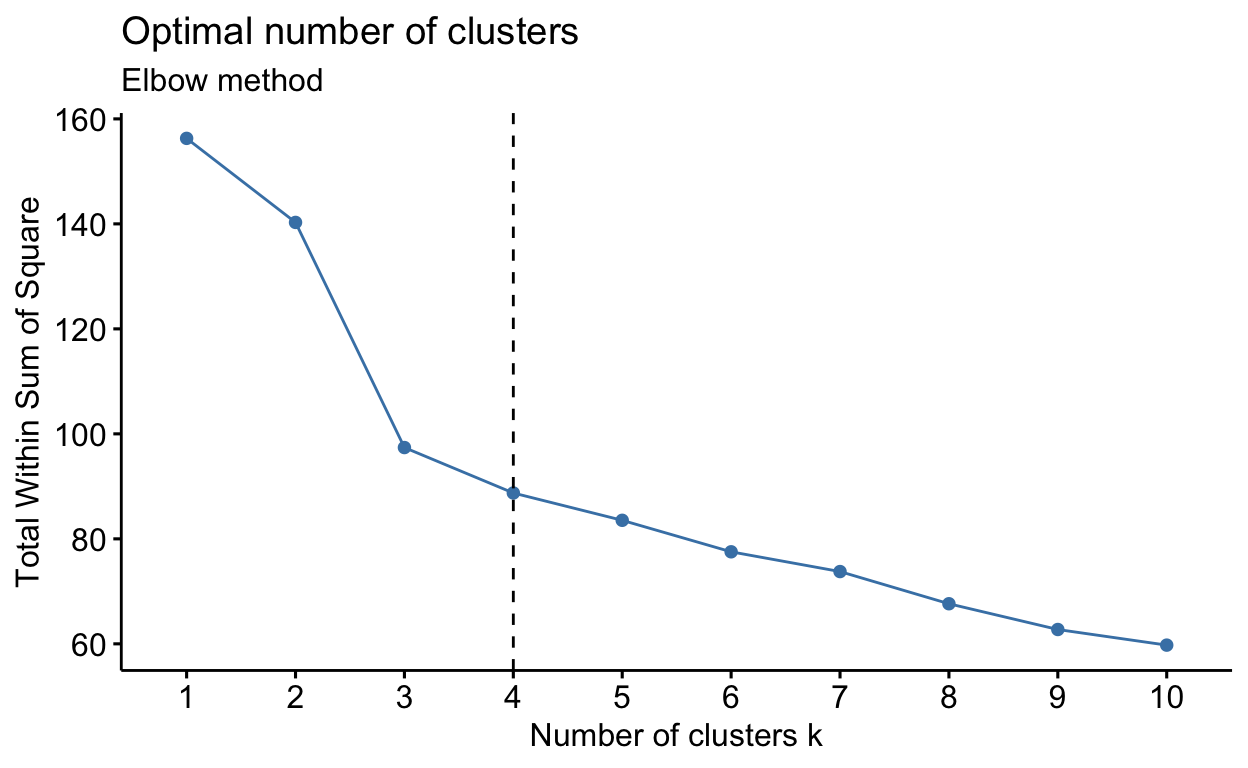 Optimal number of clusters
Elbow method
160
140
120
100
80
60
Total Within Sum of Square
1 2 3 4 5 6 7 8 9 10
Number of clusters k